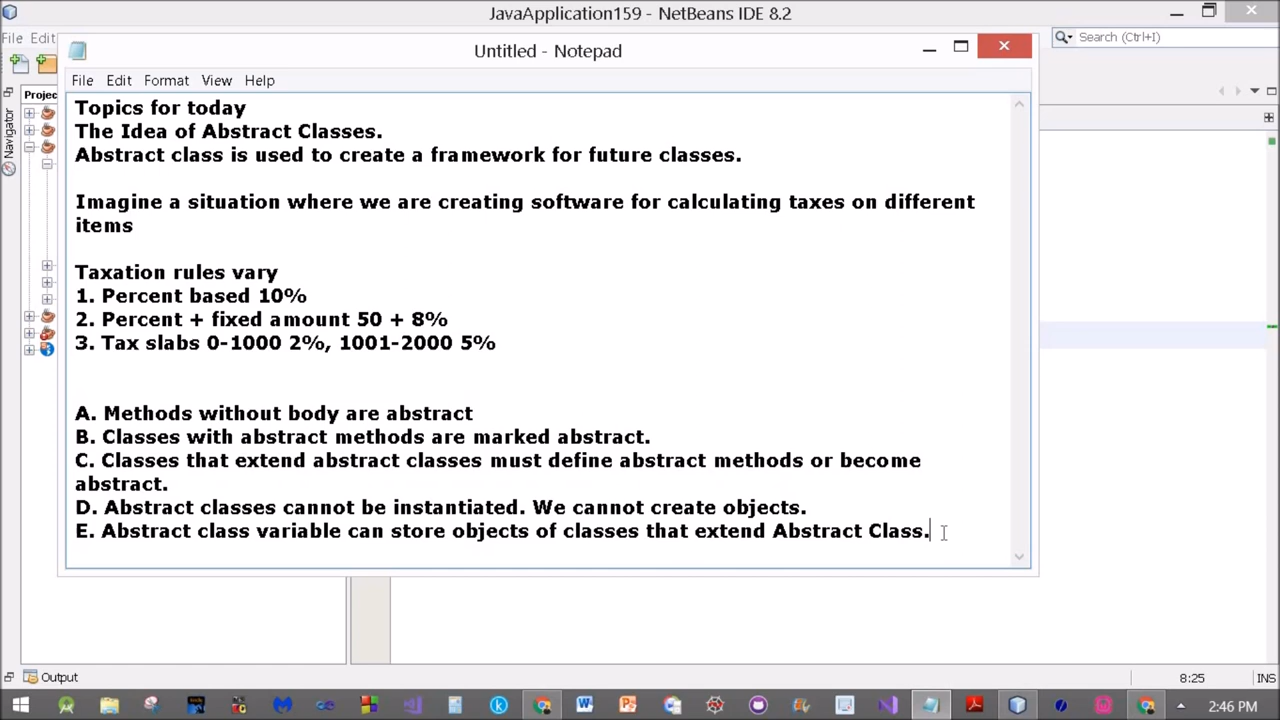 JavaApplication159 - NetBeans IDE 8.2
File Edi
Search (Ctrl+I)
Untitled - Notepad
File Edit Format View Help
Projec
Navigator
Topics for today
The Idea of Abstract Classes.
Abstract class is used to create a framework for future classes.
Imagine a situation where we are creating software for calculating taxes on different
items
Taxation rules vary
1. Percent based 10%
2. Percent + fixed amount 50 + 8%
3. Tax slabs 0-1000 2%, 1001-2000 5%
A. Methods without body are abstract
B. Classes with abstract methods are marked abstract.
C. Classes that extend abstract classes must define abstract methods or become
abstract.
D. Abstract classes cannot be instantiated. We cannot create objects.
E. Abstract class variable can store objects of classes that extend Abstract Class.
Output
8:25 INS
2:46 PM